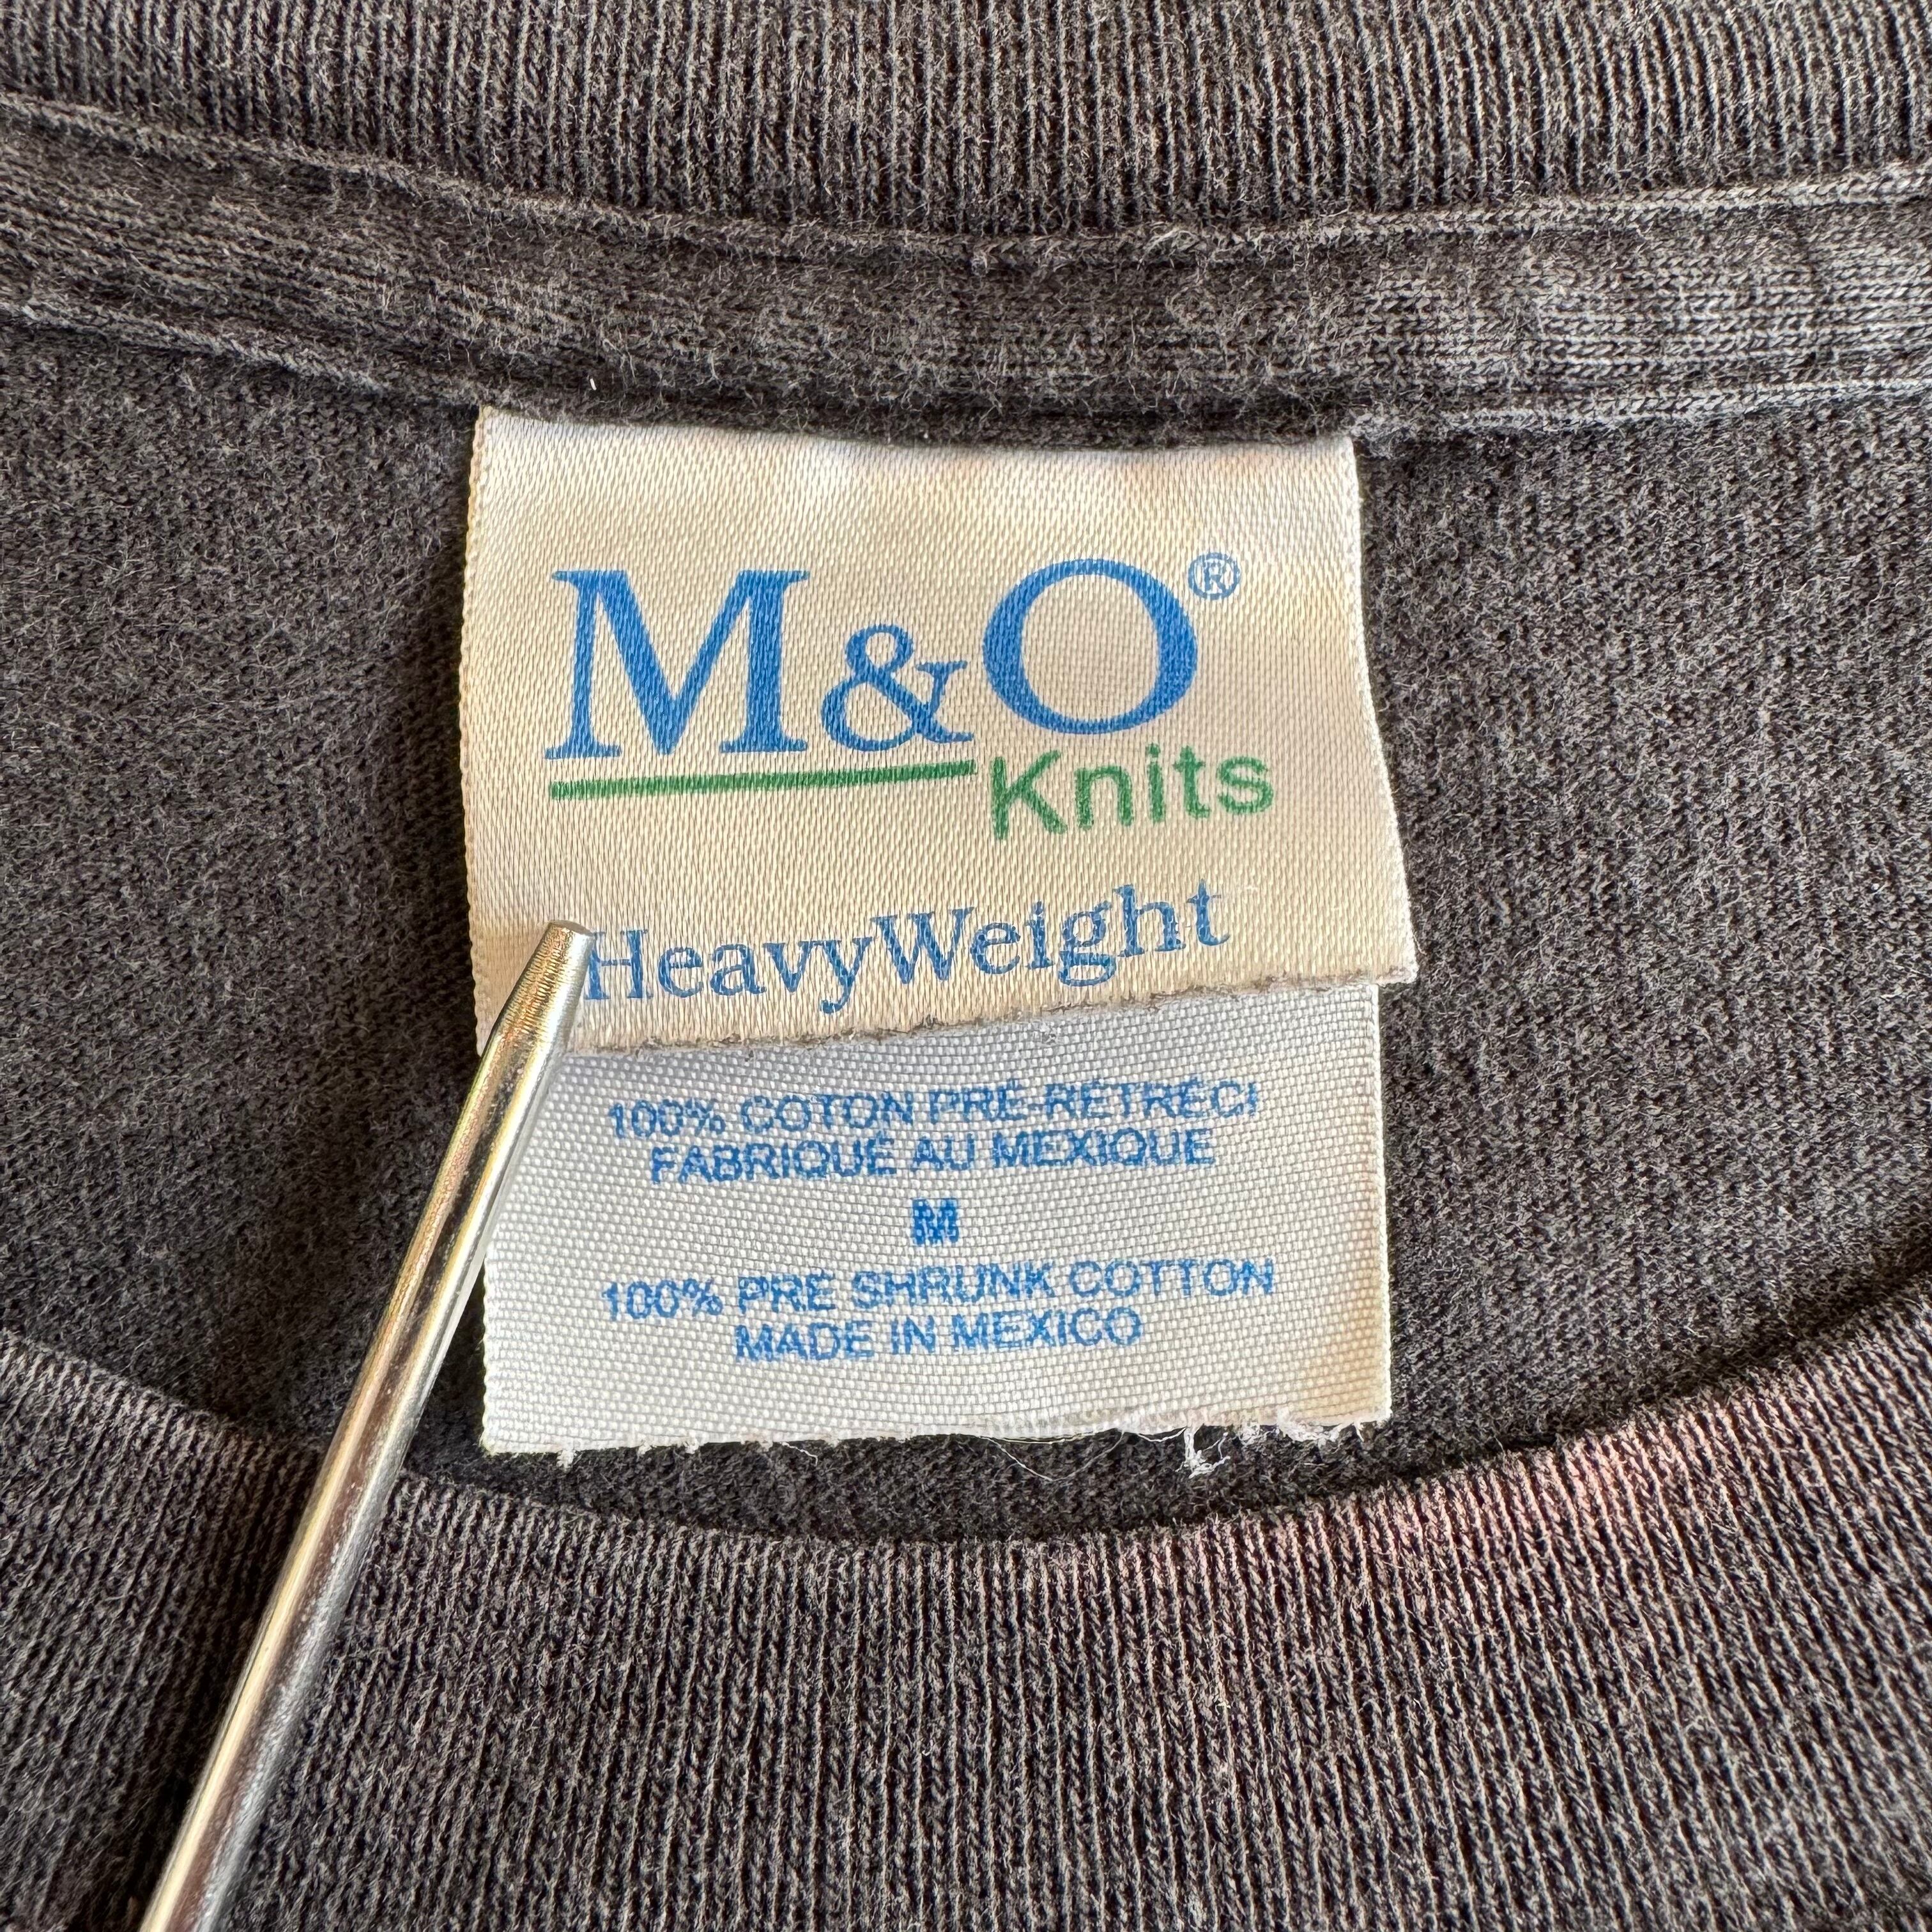 M&O®
Knits
HeavyWeight
100% COTON PRÉ-RÉTRÉCI
FABRIQUÉ AU MEXIQUE
M
100% PRE SHRUNK COTTON
MADE IN MEXICO